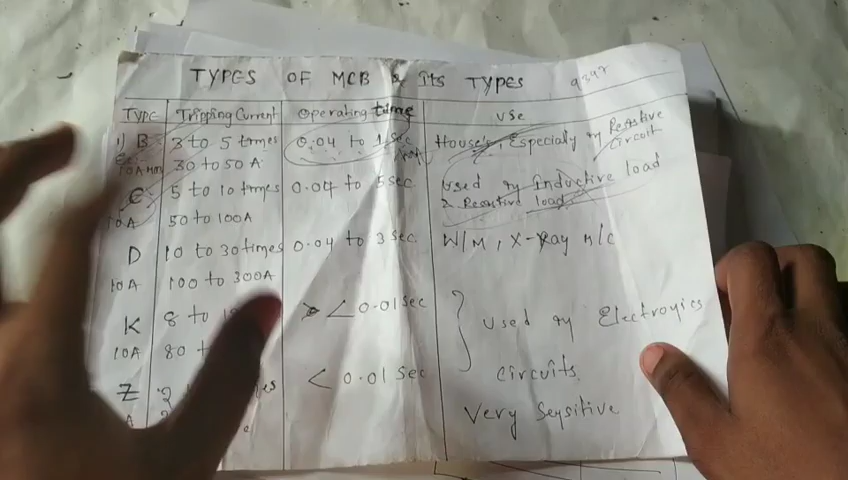 TYPES OF MCB & its TYPES
TYPE Tripping Current Operating time USE
1) B 3 to 5 times 0.04 to 1 sec House's, Especially in Resistive Circuit
30 to 50 A
C 5 to 10 times 0.04 to 5 sec Used in Inductive load
& Resistive load
10A 50 to 100A
D 10 to 30 times 0.04 to 3 sec W/M, X-Ray M/C
10A 100 to 300A
K 8 to < 0.01 sec Used in Electronics
10A 80
Circuits
Z < 0.01 sec
Very Sensitive